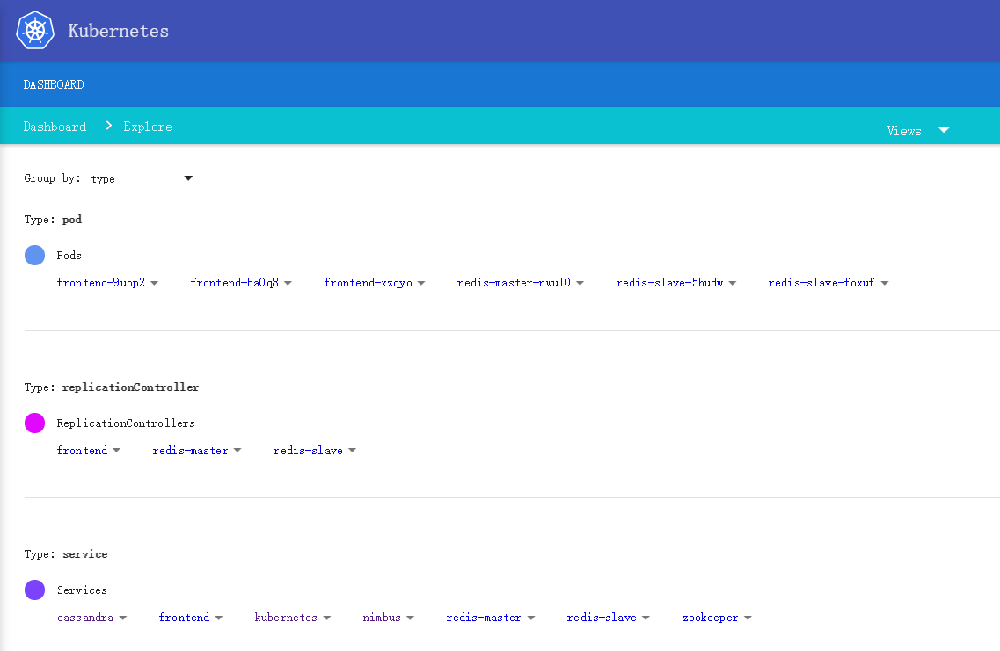 Kubernetes
DASHBOARD
Dashboard > Explore Views
Group by: type
Type: pod
Pods
frontend-9ubp2 frontend-ba0q8 frontend-xzqyo redis-master-nwul0 redis-slave-5hudw redis-slave-foxuf
Type: replicationController
ReplicationControllers
frontend redis-master redis-slave
Type: service
Services
cassandra frontend kubernetes nimbus redis-master redis-slave zookeeper